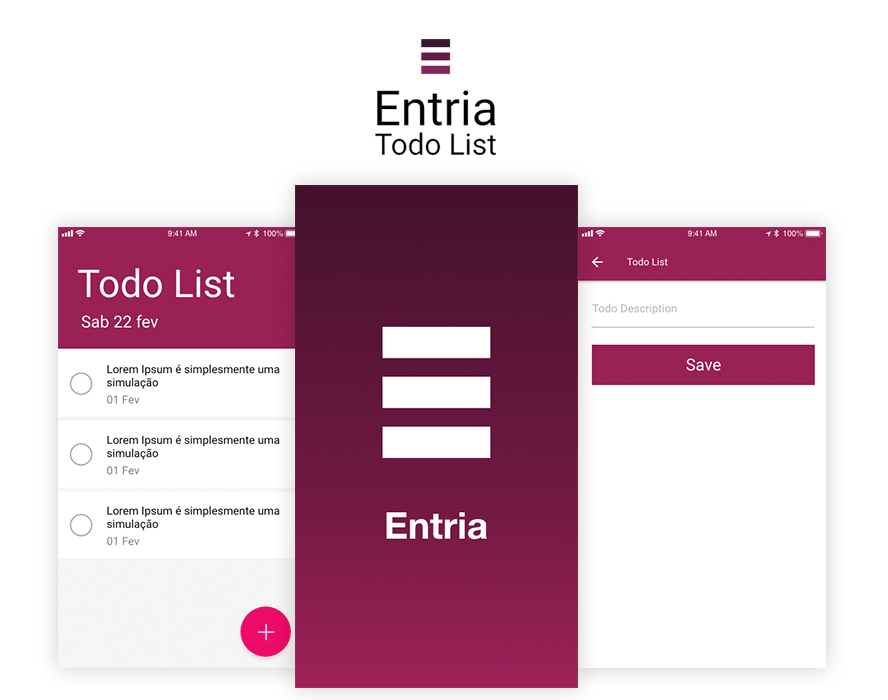 Entria
Todo List
9:41 AM
100%
Todo List
Sab 22 fev
Lorem Ipsum é simplesmente uma
simulação
01 Fev
Lorem Ipsum é simplesmente uma
simulação
01 Fev
Lorem Ipsum é simplesmente uma
simulação
01 Fev
+
Entria
9:41 AM
100%
Todo List
Todo Description
Save